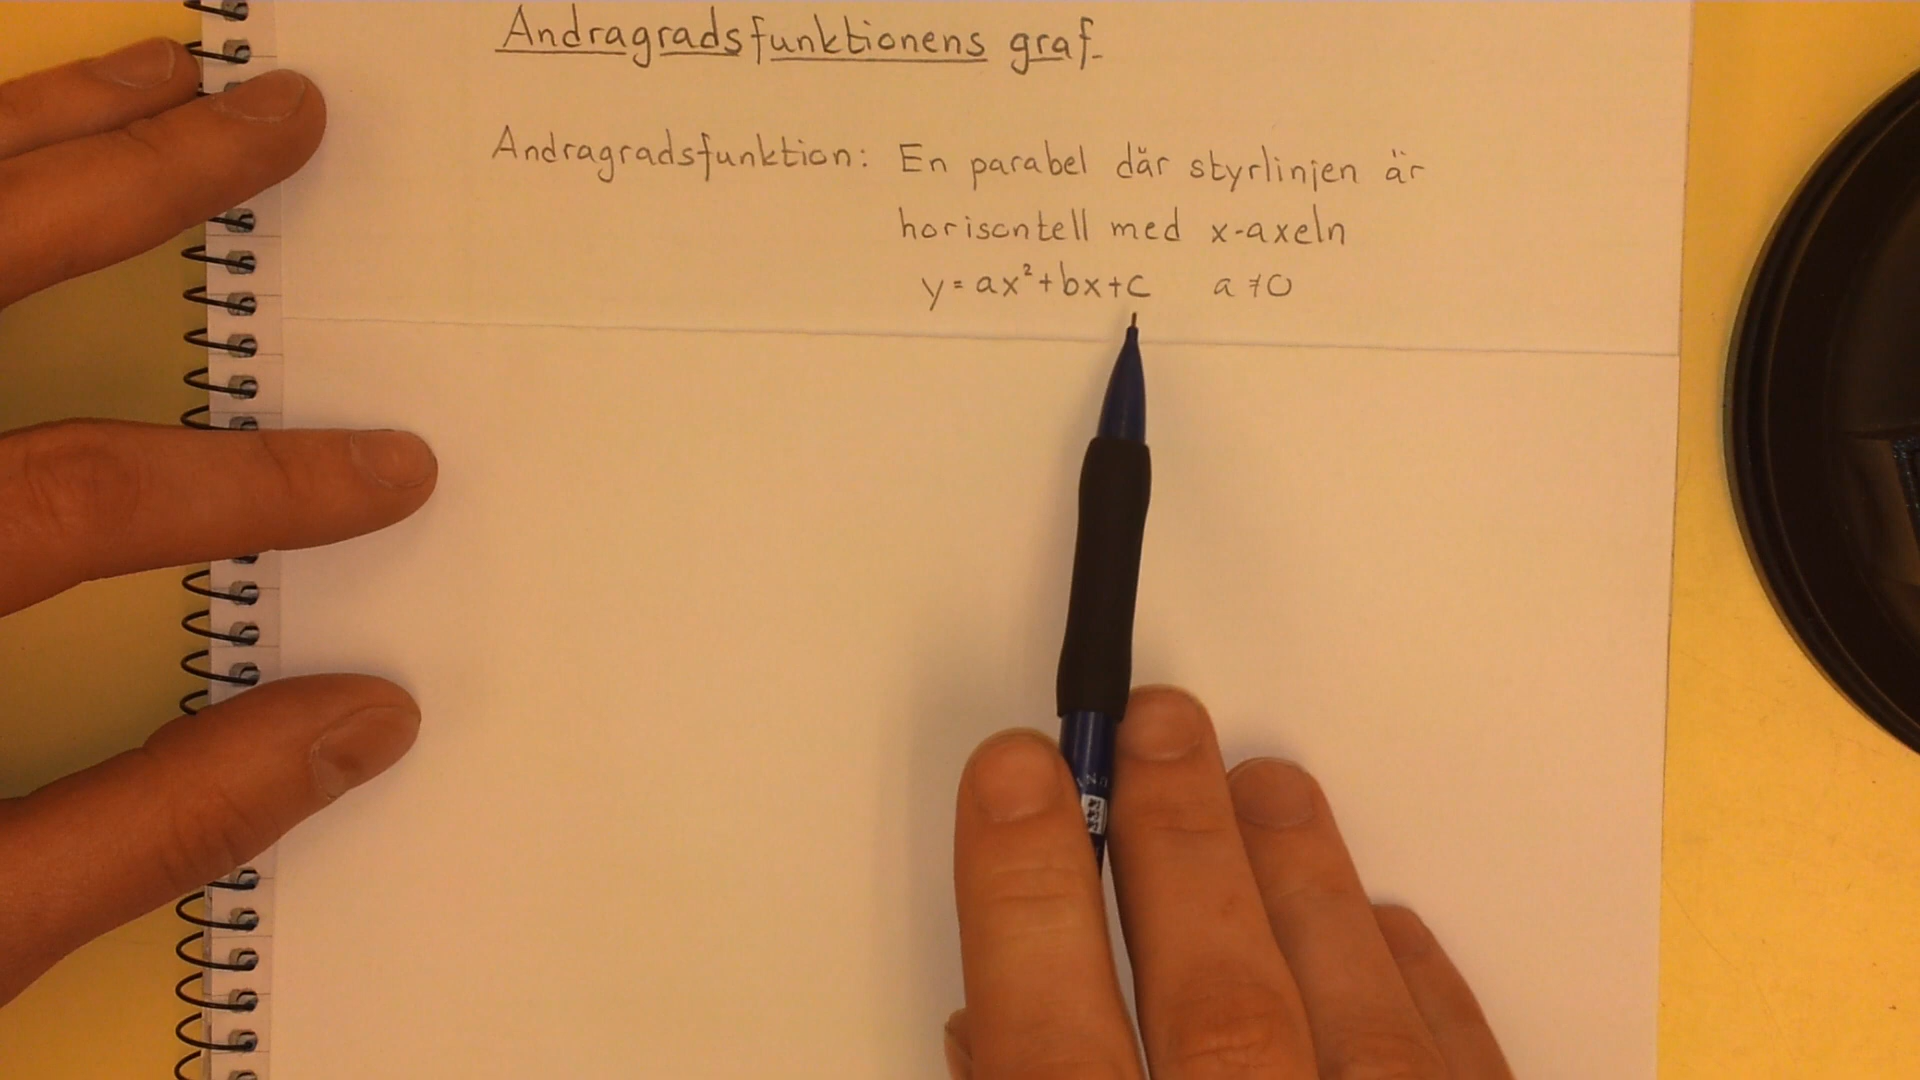 Andragradsfunktionens graf
Andragradsfunktion: En parabel där styrlinjen är
horisontell med x-axeln
y = ax² + bx + c a ≠ 0